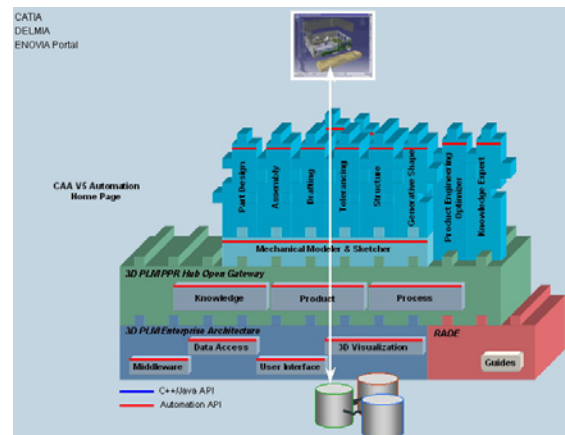 CATIA
DELMIA
ENOVIA Portal
CAA V5 Automation
Home Page
Part Design
Assembly
Drafting
Tolerancing
Structure
Generative Shape
Product Engineering
Optimizer
Knowledge Expert
Mechanical Modeler & Sketcher
3D PLM PPR Hub Open Gateway
Knowledge
Product
Process
3D PLM Enterprise Architecture
RADE
Data Access
3D Visualization
Middleware
User Interface
Guides
C++/Java API
Automation API